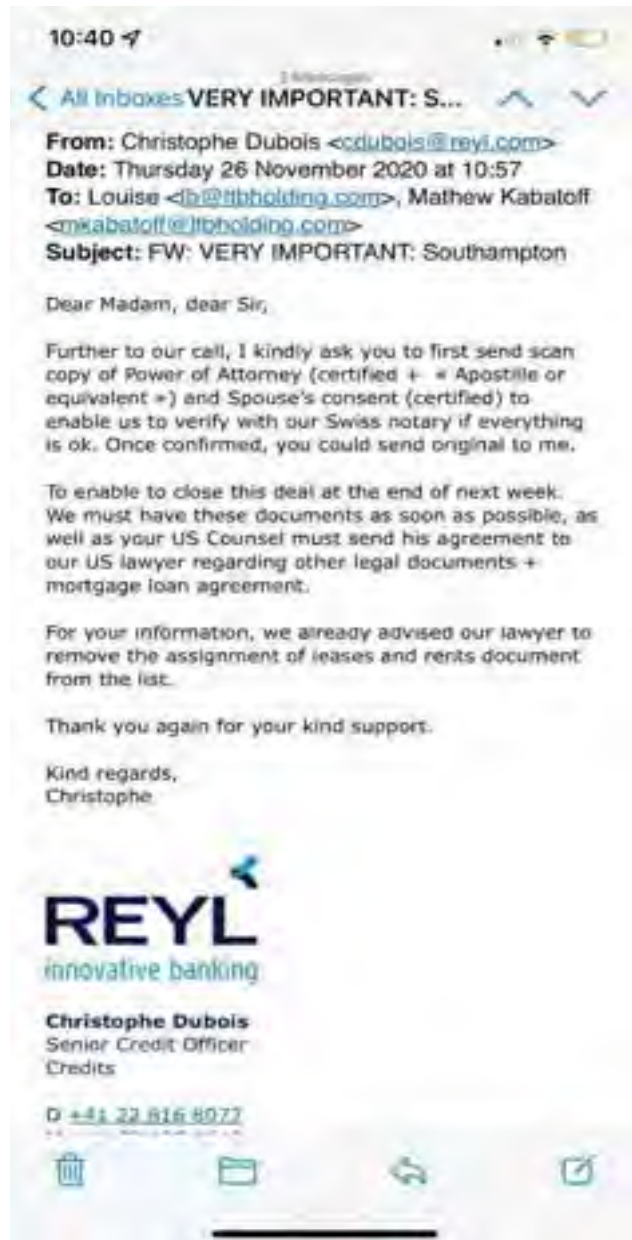 10:40
All Inboxes VERY IMPORTANT: S...
From: Christophe Dubois <cdubois@reyl.com>
Date: Thursday 26 November 2020 at 10:57
To: Louise <lb@ltbholding.com>, Mathew Kabatoff
<mkabatoff@ltbholding.com>
Subject: FW: VERY IMPORTANT: Southampton
Dear Madam, dear Sir,
Further to our call, I kindly ask you to first send scan
copy of Power of Attorney (certified + « Apostille or
equivalent ») and Spouse's consent (certified) to
enable us to verify with our Swiss notary if everything
is ok. Once confirmed, you could send original to me.
To enable to close this deal at the end of next week.
We must have these documents as soon as possible, as
well as your US Counsel must send his agreement to
our US lawyer regarding other legal documents +
mortgage loan agreement.
For your information, we already advised our lawyer to
remove the assignment of leases and rents document
from the list.
Thank you again for your kind support.
Kind regards,
Christophe
REYL
innovative banking
Christophe Dubois
Senior Credit Officer
Credits
D +41 22 816 8077